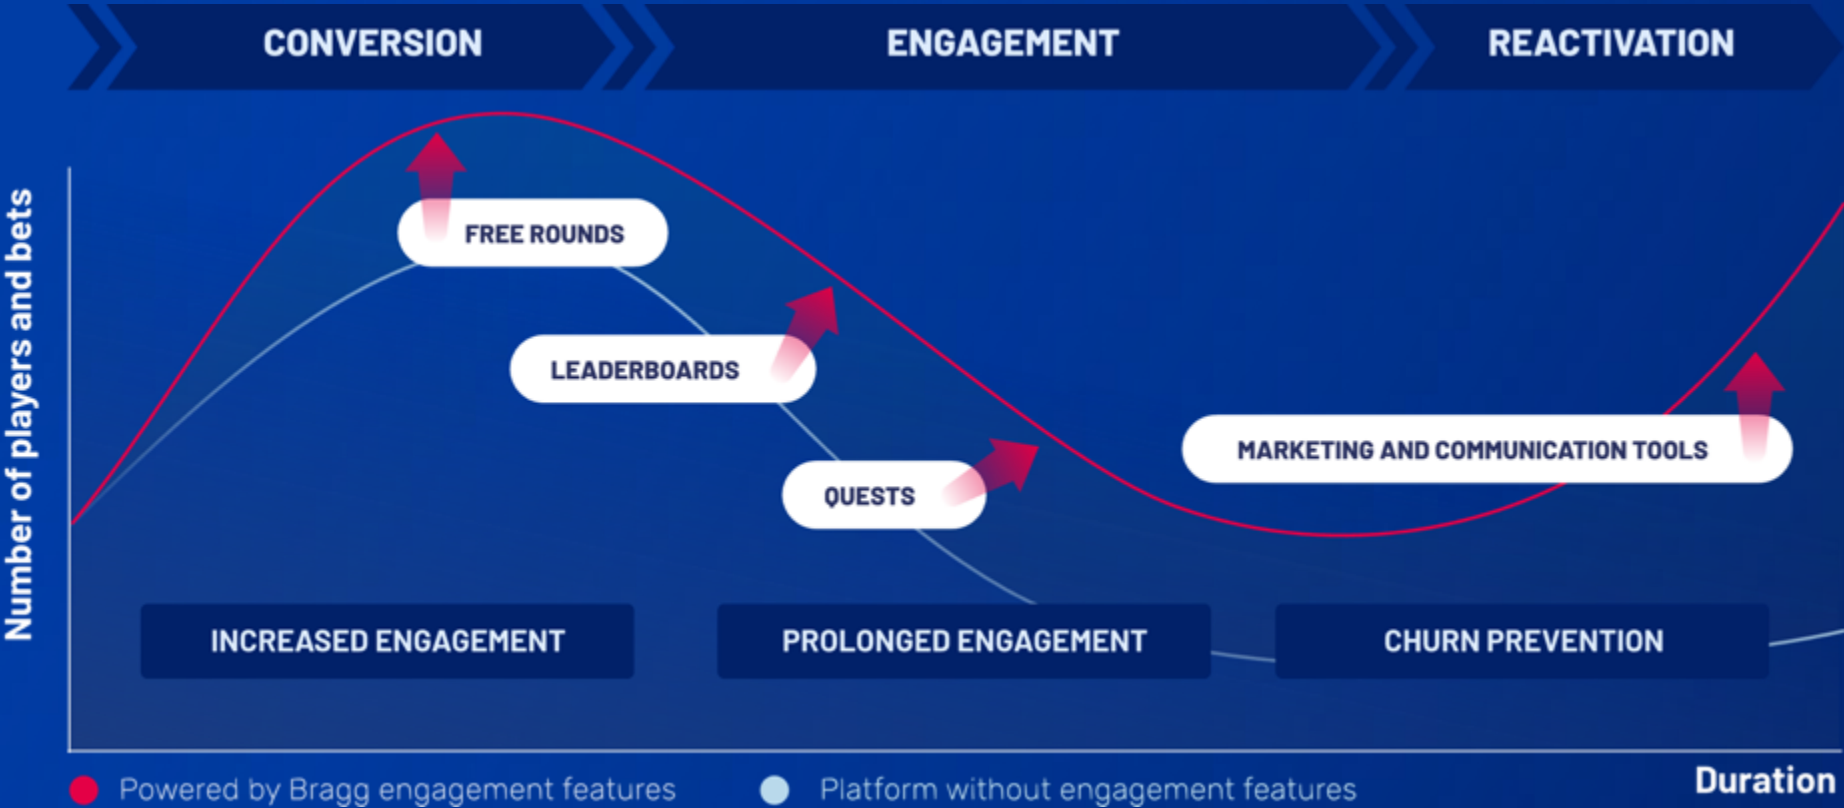 CONVERSION
ENGAGEMENT
REACTIVATION
Number of players and bets
FREE ROUNDS
LEADERBOARDS
MARKETING AND COMMUNICATION TOOLS
QUESTS
INCREASED ENGAGEMENT
PROLONGED ENGAGEMENT
CHURN PREVENTION
Duration
Powered by Bragg engagement features
Platform without engagement features